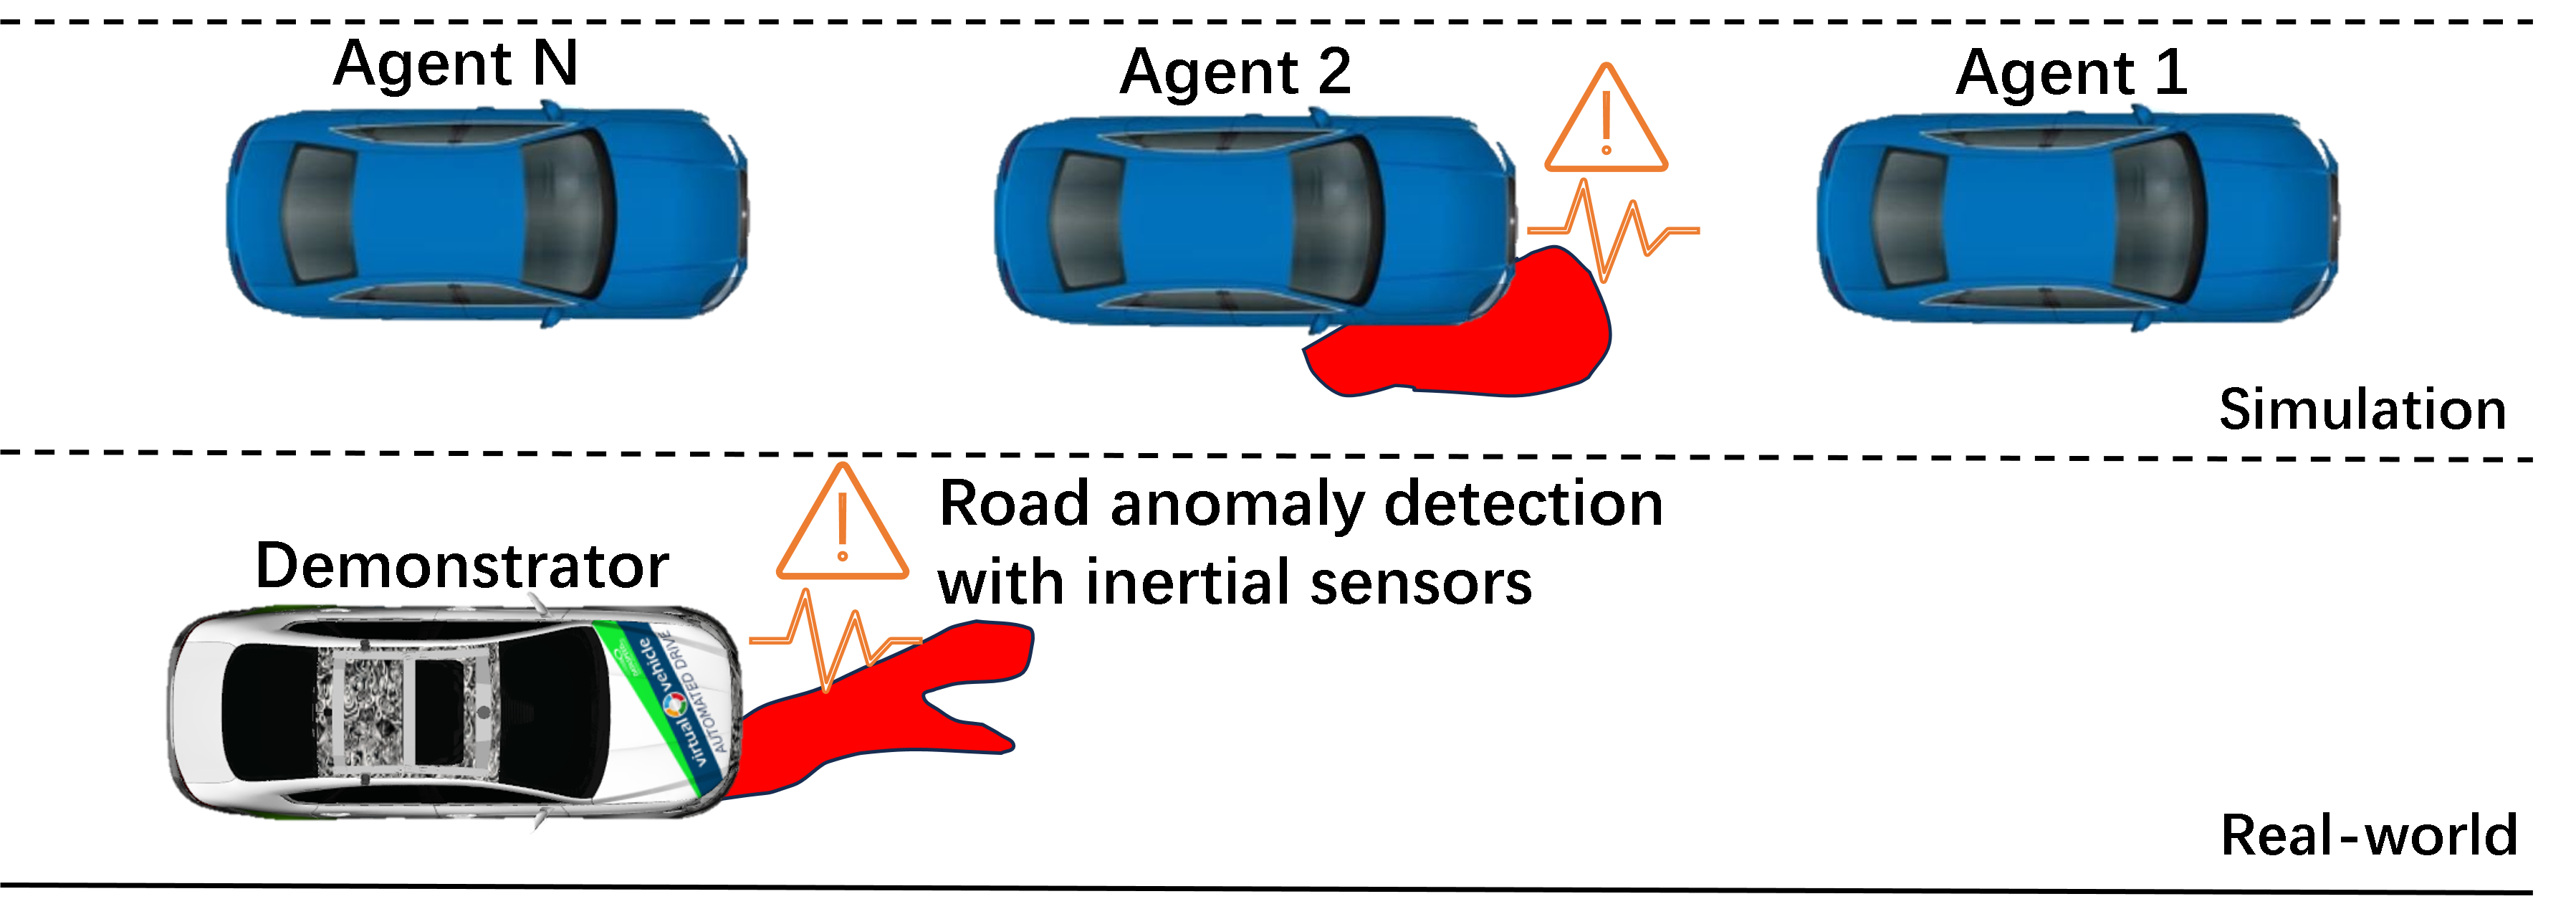 Agent N
Agent 2
Agent 1
Simulation
Road anomaly detection
with inertial sensors
Demonstrator
virtual vehicle
AUTOMATED DRIVE
Real-world